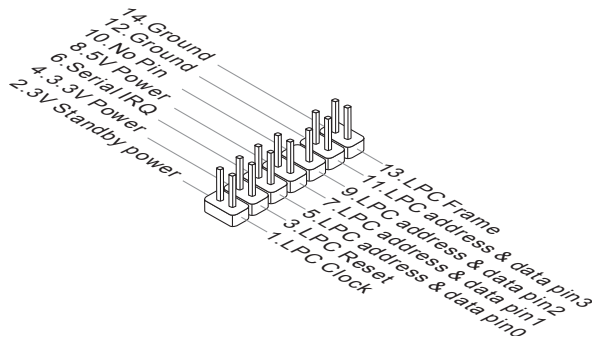 14.Ground
12.Ground
10.No Pin
8.5V Power
6.Serial IRQ
4.3.3V Power
2.3V Standby power
13.LPC Frame
11.LPC address & data pin3
9.LPC address & data pin2
7.LPC address & data pin1
5.LPC address & data pin0
3.LPC Reset
1.LPC Clock